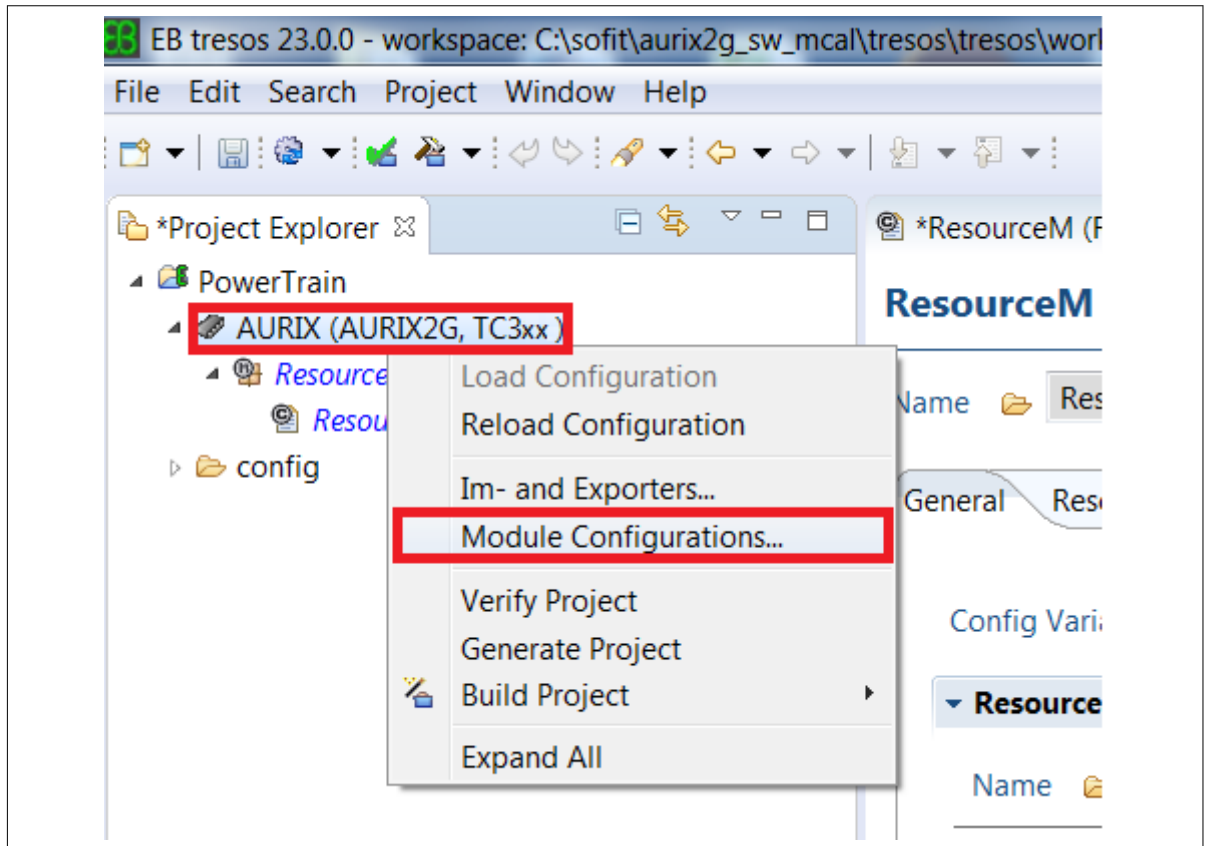 EB tresos 23.0.0 - workspace: C:\sofit\aurix2g_sw_mcal\tresos\tresos\worl
File Edit Search Project Window Help
*Project Explorer
*ResourceM (F
PowerTrain
ResourceM
AURIX (AURIX2G, TC3xx )
Resource
Load Configuration
Name
Res
Resou
Reload Configuration
config
Im- and Exporters...
General
Reso
Module Configurations...
Verify Project
Config Varia
Generate Project
Build Project
Resource
Expand All
Name